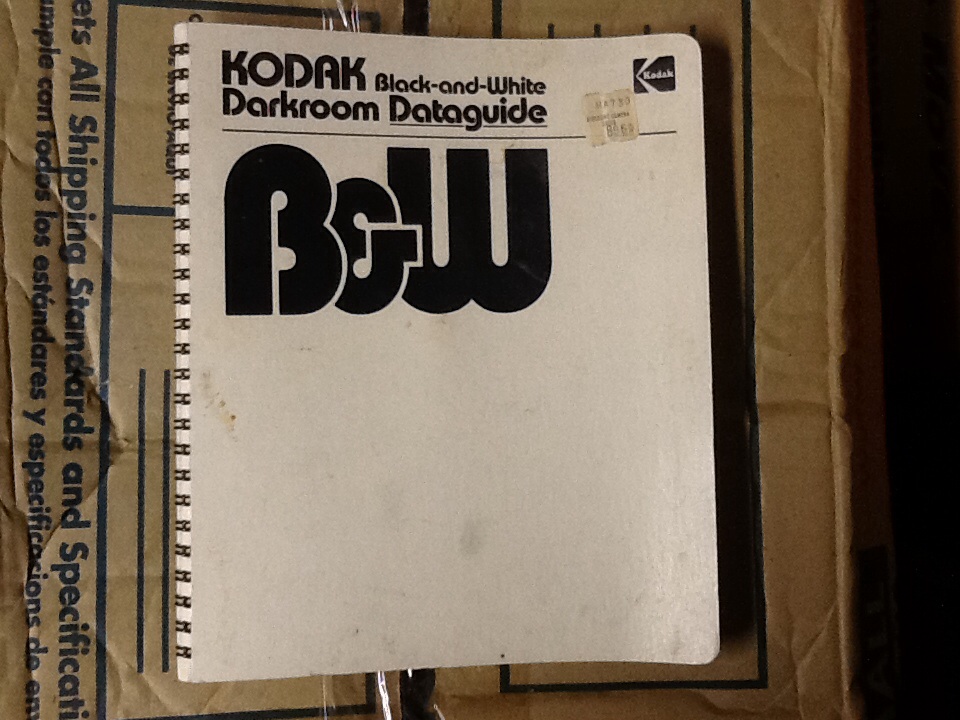 KODAK Black-and-White
Darkroom Dataguide
Kodak
B&W
ets All Shipping Standards and Specificati
umple con todos los estándares y especificaciones de em